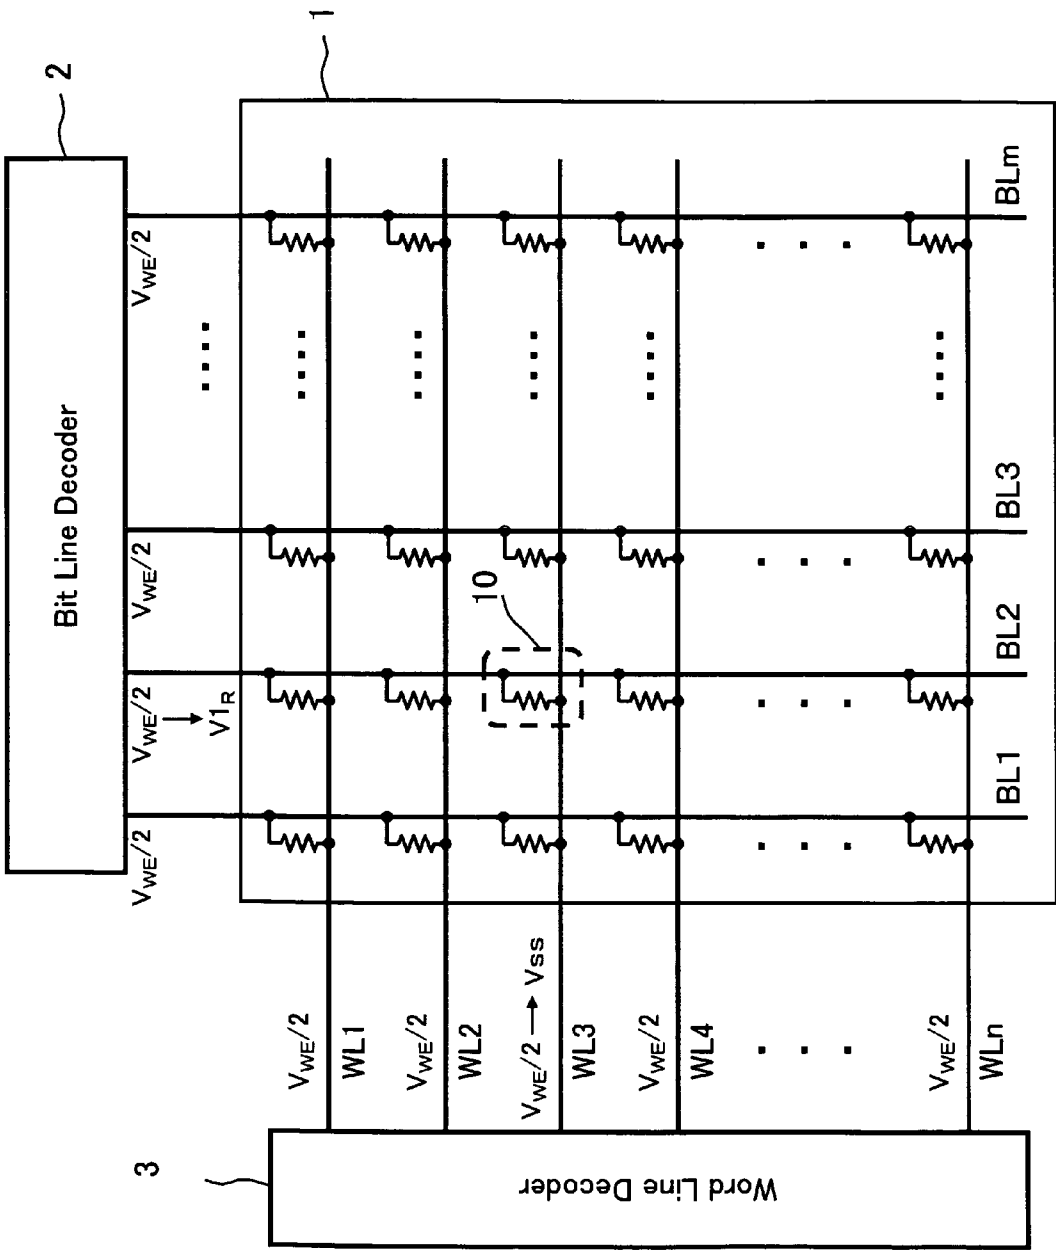 1
2
Bit Line Decoder
V_WE/2
V_WE/2 → V1_R
V_WE/2
. . . .
V_WE/2
10
BL1
BL2
BL3
BLm
V_WE/2
WL1
V_WE/2
WL2
V_WE/2 → Vss
WL3
V_WE/2
WL4
. . .
V_WE/2
WLn
3
Word Line Decoder